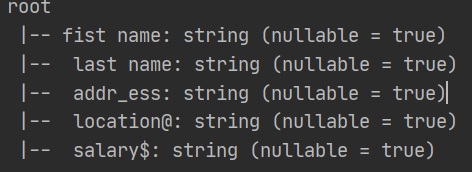 root
 |-- fist name: string (nullable = true)
 |--  last name: string (nullable = true)
 |--  addr_ess: string (nullable = true)
 |--  location@: string (nullable = true)
 |--  salary$: string (nullable = true)